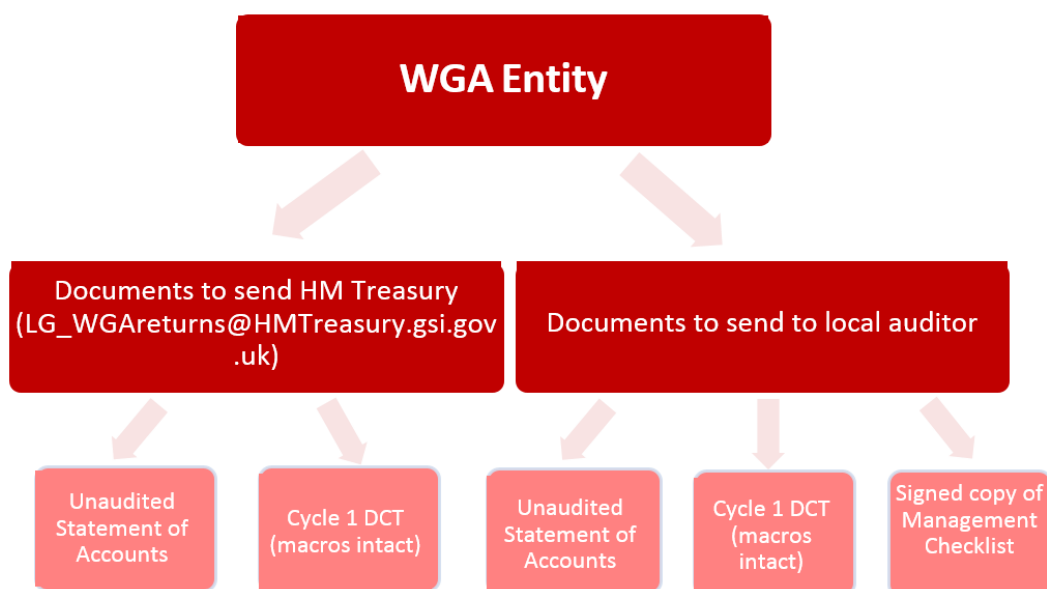 WGA Entity
Documents to send HM Treasury
(LG_WGAreturns@HMTreasury.gsi.gov
.uk)
Documents to send to local auditor
Unaudited
Statement of
Accounts
Cycle 1 DCT
(macros intact)
Unaudited
Statement of
Accounts
Cycle 1 DCT
(macros
intact)
Signed copy of
Management
Checklist